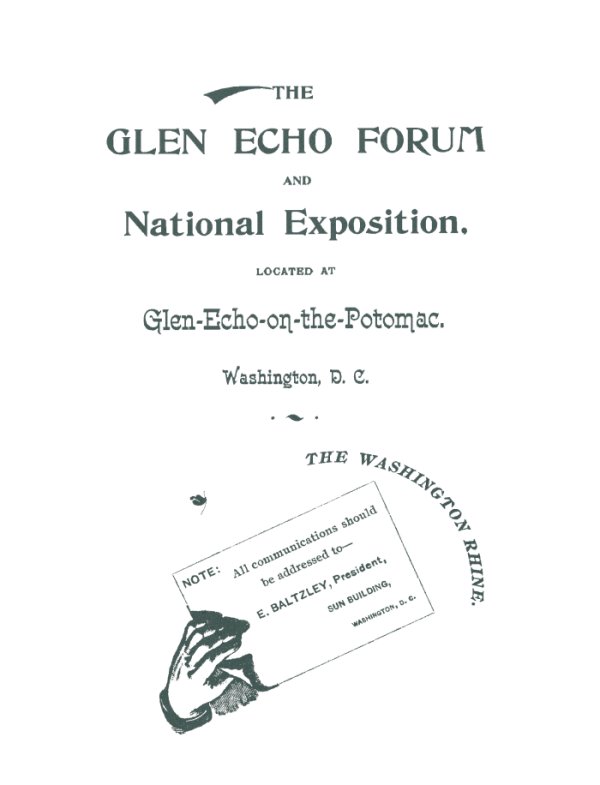 THE
GLEN ECHO FORUM
AND
National Exposition.
LOCATED AT
Glen-Echo-on-the-Potomac.
Washington, D. C.
THE WASHINGTON RHINE.
NOTE: All communications should
be addressed to—
E. BALTZLEY, President,
SUN BUILDING,
WASHINGTON, D. C.